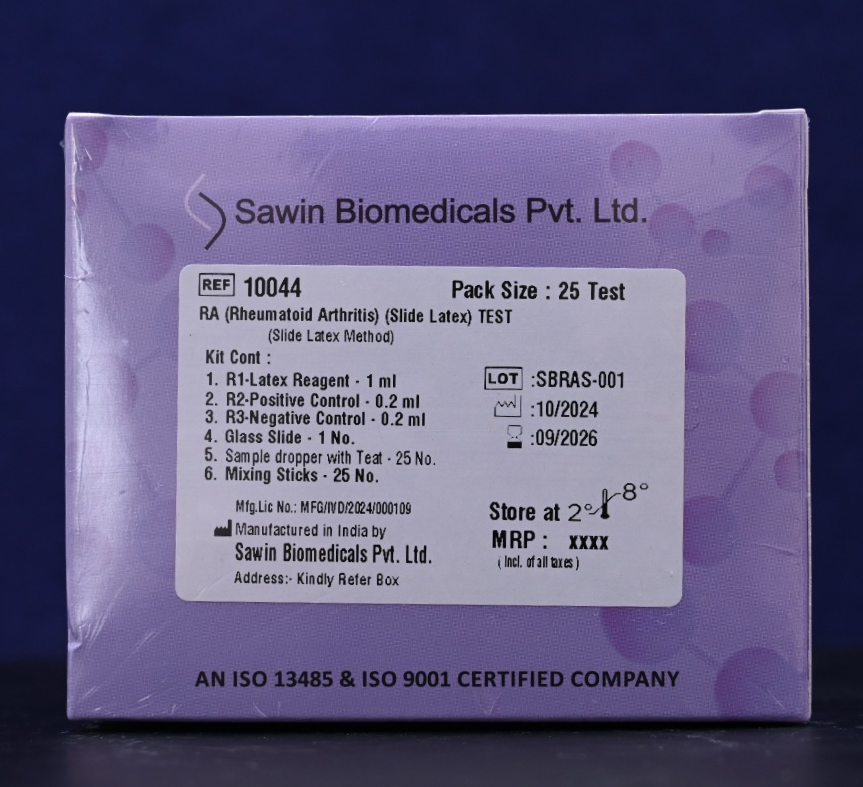 Sawin Biomedicals Pvt. Ltd.
REF 10044 Pack Size : 25 Test
RA (Rheumatoid Arthritis) (Slide Latex) TEST
(Slide Latex Method)
Kit Cont :
1. R1-Latex Reagent - 1 ml
2. R2-Positive Control - 0.2 ml
3. R3-Negative Control - 0.2 ml
4. Glass Slide - 1 No.
5. Sample dropper with Teat - 25 No.
6. Mixing Sticks - 25 No.
LOT :SBRAS-001
:10/2024
:09/2026
Mfg.Lic No.: MFG/IVD/2024/000109
Manufactured in India by
Sawin Biomedicals Pvt. Ltd.
Address:- Kindly Refer Box
Store at 2° 8°
MRP : xxxx
( Incl. of all taxes )
AN ISO 13485 & ISO 9001 CERTIFIED COMPANY